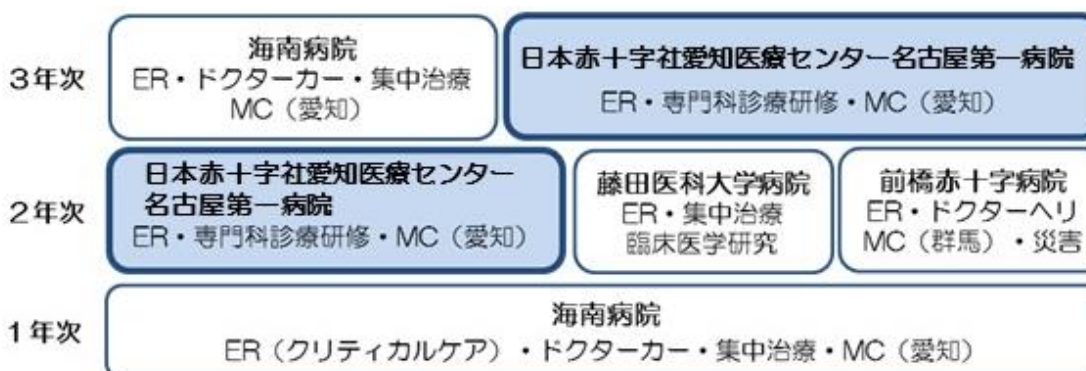 3年次
海南病院
ER・ドクターカー・集中治療
MC（愛知）
日本赤十字社愛知医療センター名古屋第一病院
ER・専門科診療研修・MC（愛知）
2年次
日本赤十字社愛知医療センター
名古屋第一病院
ER・専門科診療研修・MC（愛知）
藤田医科大学病院
ER・集中治療
臨床医学研究
前橋赤十字病院
ER・ドクターヘリ
MC（群馬）・災害
1年次
海南病院
ER（クリティカルケア）・ドクターカー・集中治療・MC（愛知）